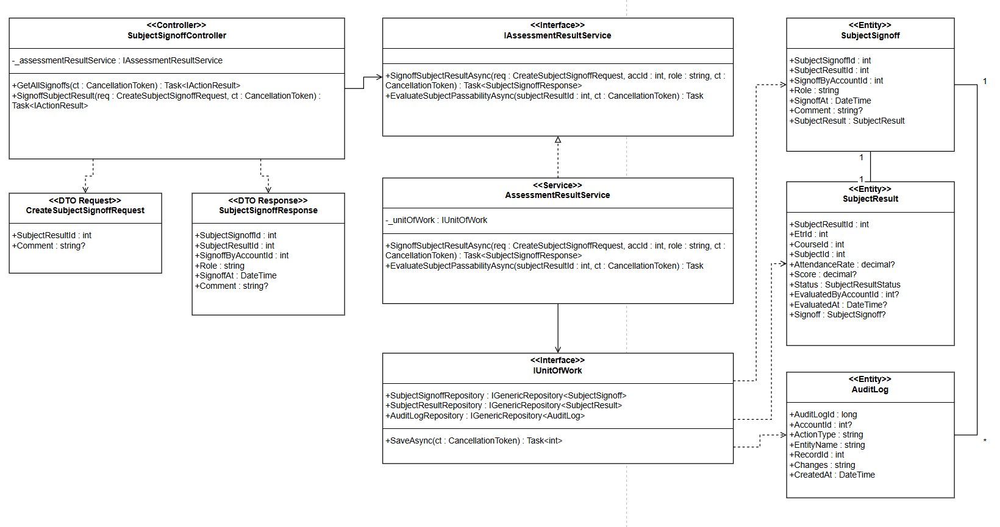 <<Controller>>
SubjectSignoffController
-_assessmentResultService : IAssessmentResultService
+GetAllSignoffs(ct : CancellationToken) : Task<IActionResult>
+SignoffSubjectResult(req : CreateSubjectSignoffRequest, ct : CancellationToken) :
Task<IActionResult>
<<DTO Request>>
CreateSubjectSignoffRequest
+SubjectResultId : int
+Comment : string?
<<DTO Response>>
SubjectSignoffResponse
+SubjectSignoffId : int
+SubjectResultId : int
+SignoffByAccountId : int
+Role : string
+SignoffAt : DateTime
+Comment : string?
<<Interface>>
IAssessmentResultService
+SignoffSubjectResultAsync(req : CreateSubjectSignoffRequest, accId : int, role : string, ct :
CancellationToken) : Task<SubjectSignoffResponse>
+EvaluateSubjectPassabilityAsync(subjectResultId : int, ct : CancellationToken) : Task
<<Service>>
AssessmentResultService
-_unitOfWork : IUnitOfWork
+SignoffSubjectResultAsync(req : CreateSubjectSignoffRequest, accId : int, role : string, ct :
CancellationToken) : Task<SubjectSignoffResponse>
+EvaluateSubjectPassabilityAsync(subjectResultId : int, ct : CancellationToken) : Task
<<Interface>>
IUnitOfWork
+SubjectSignoffRepository : IGenericRepository<SubjectSignoff>
+SubjectResultRepository : IGenericRepository<SubjectResult>
+AuditLogRepository : IGenericRepository<AuditLog>
+SaveAsync(ct : CancellationToken) : Task<int>
<<Entity>>
SubjectSignoff
+SubjectSignoffId : int
+SubjectResultId : int
+SignoffByAccountId : int
+Role : string
+SignoffAt : DateTime
+Comment : string?
+SubjectResult : SubjectResult
1
1
1
<<Entity>>
SubjectResult
+SubjectResultId : int
+EtrId : int
+CourseId : int
+SubjectId : int
+AttendanceRate : decimal?
+Score : decimal?
+Status : SubjectResultStatus
+EvaluatedByAccountId : int?
+EvaluatedAt : DateTime?
+Signoff : SubjectSignoff?
<<Entity>>
AuditLog
+AuditLogId : long
+AccountId : int?
+ActionType : string
+EntityName : string
+RecordId : int
+Changes : string
+CreatedAt : DateTime
*